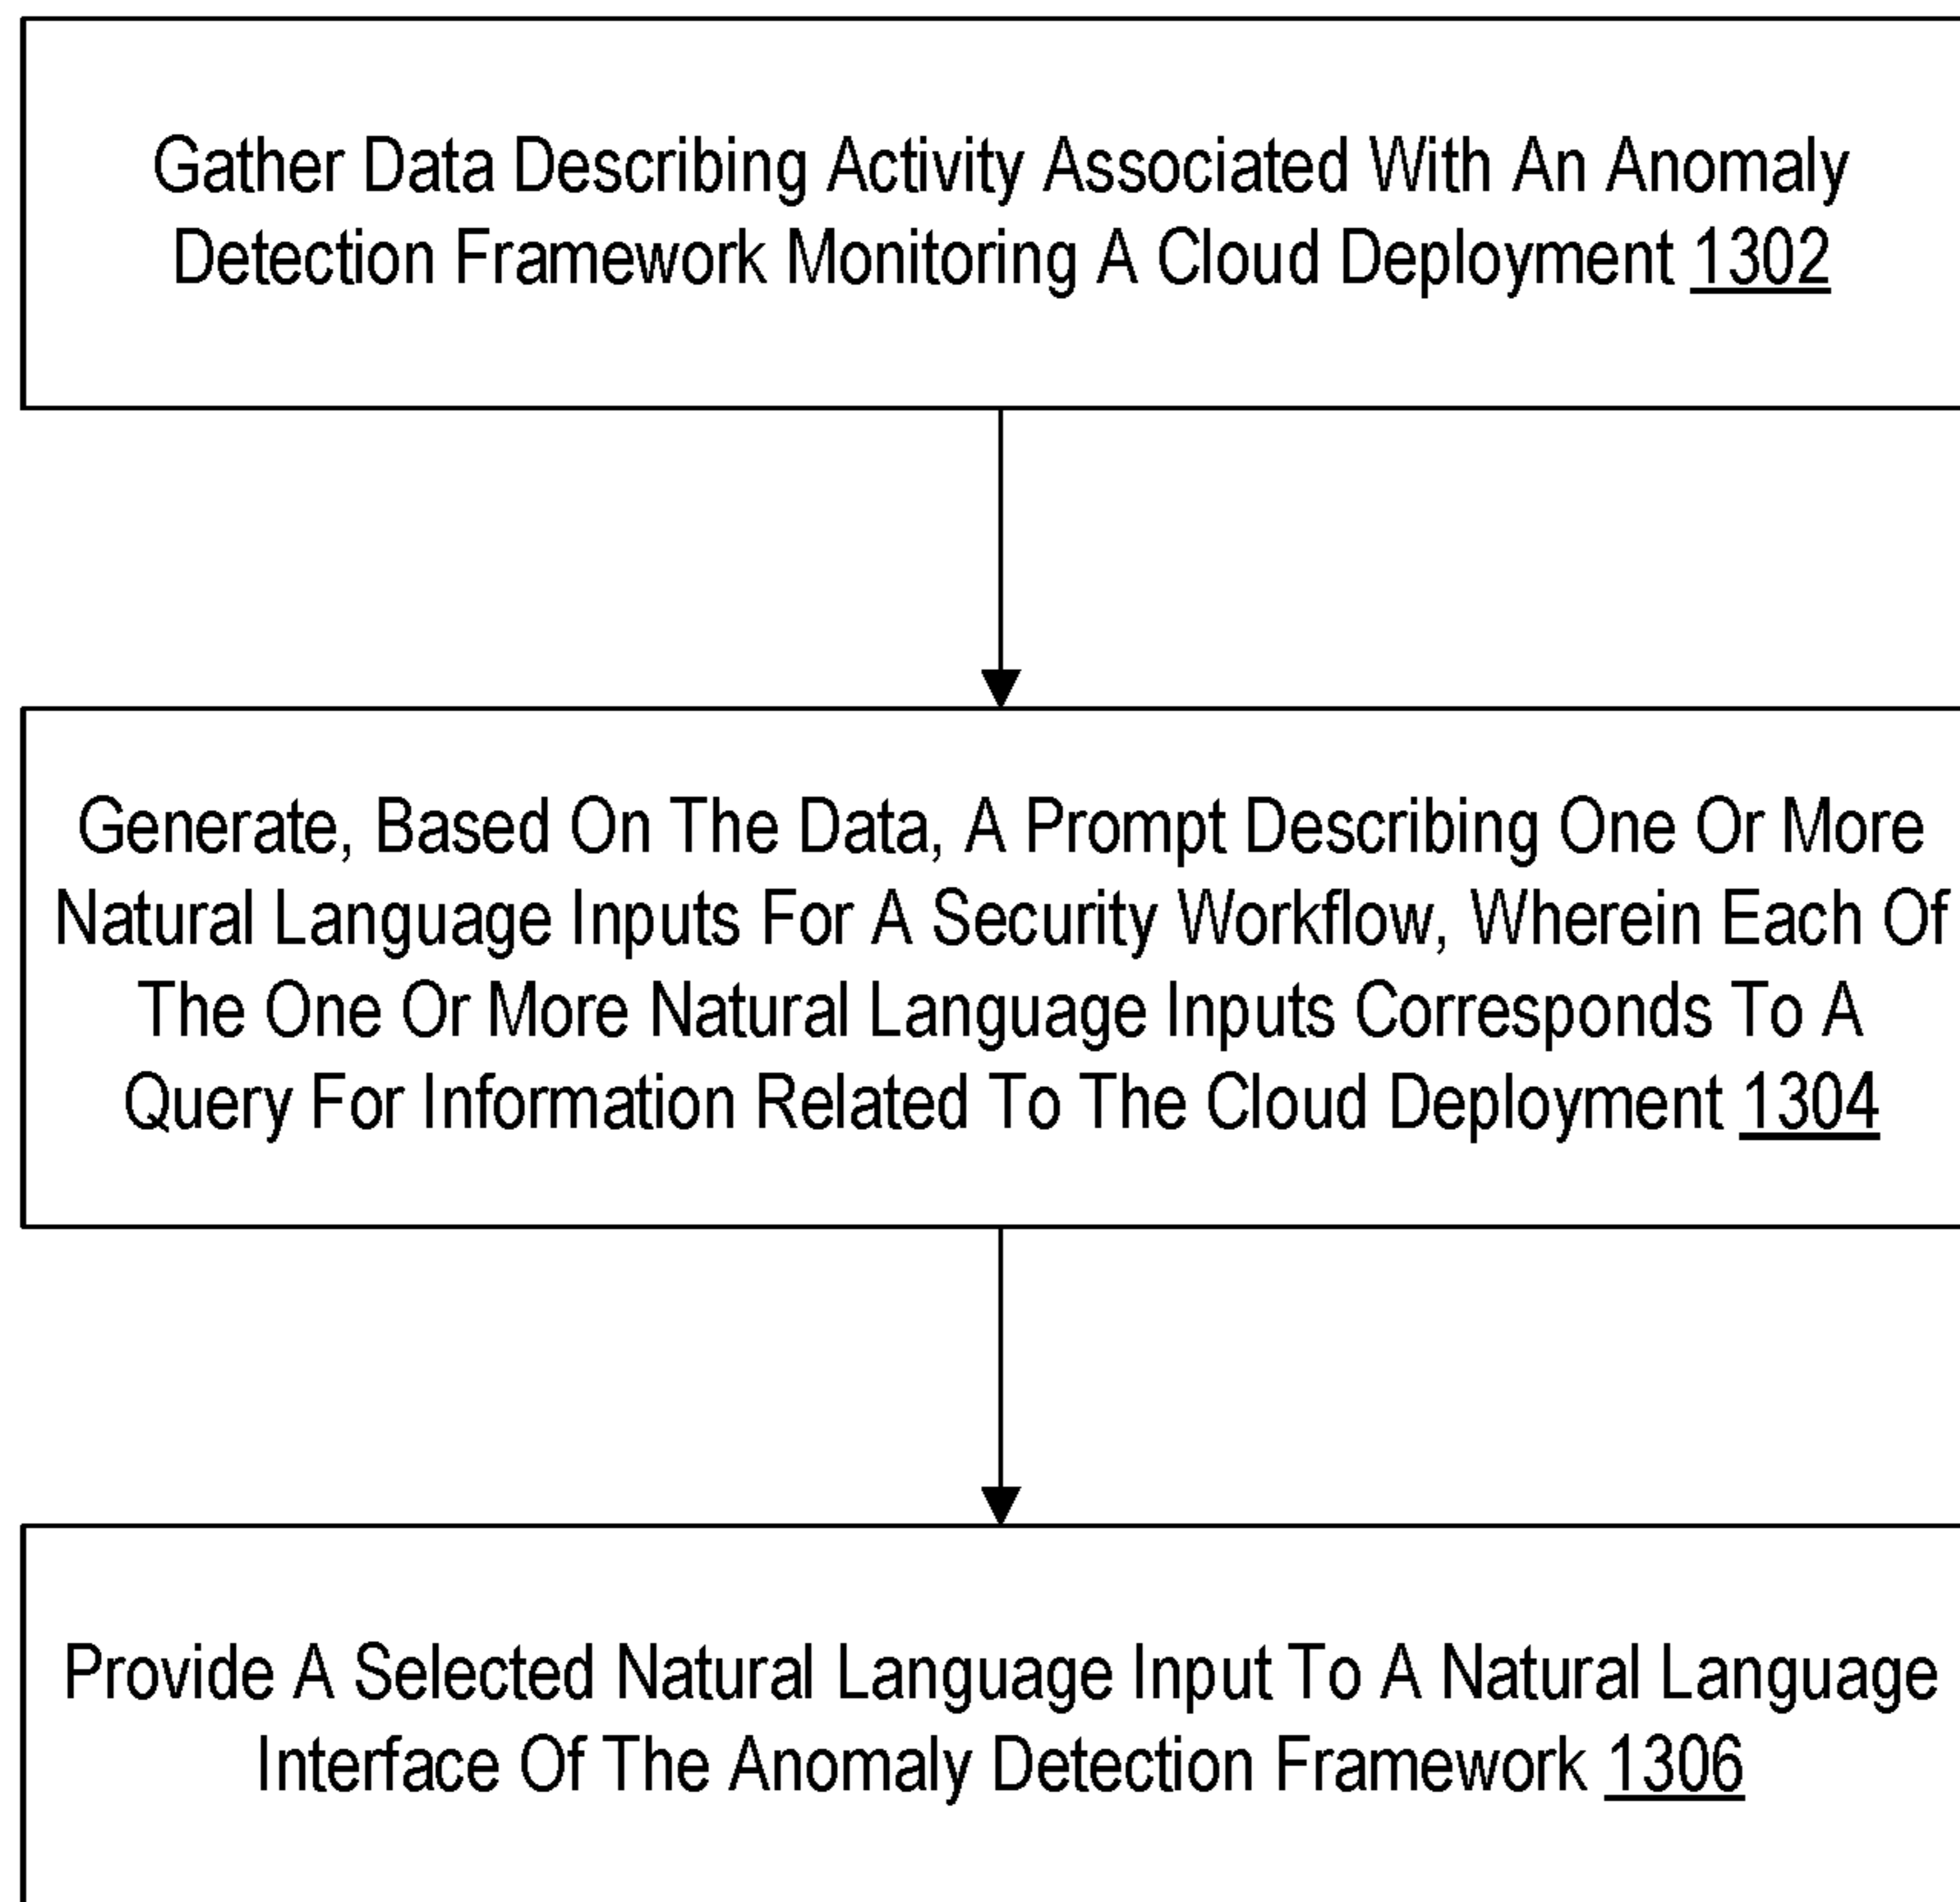 Gather Data Describing Activity Associated With An Anomaly
Detection Framework Monitoring A Cloud Deployment 1302
Generate, Based On The Data, A Prompt Describing One Or More
Natural Language Inputs For A Security Workflow, Wherein Each Of
The One Or More Natural Language Inputs Corresponds To A
Query For Information Related To The Cloud Deployment 1304
Provide A Selected Natural Language Input To A Natural Language
Interface Of The Anomaly Detection Framework 1306